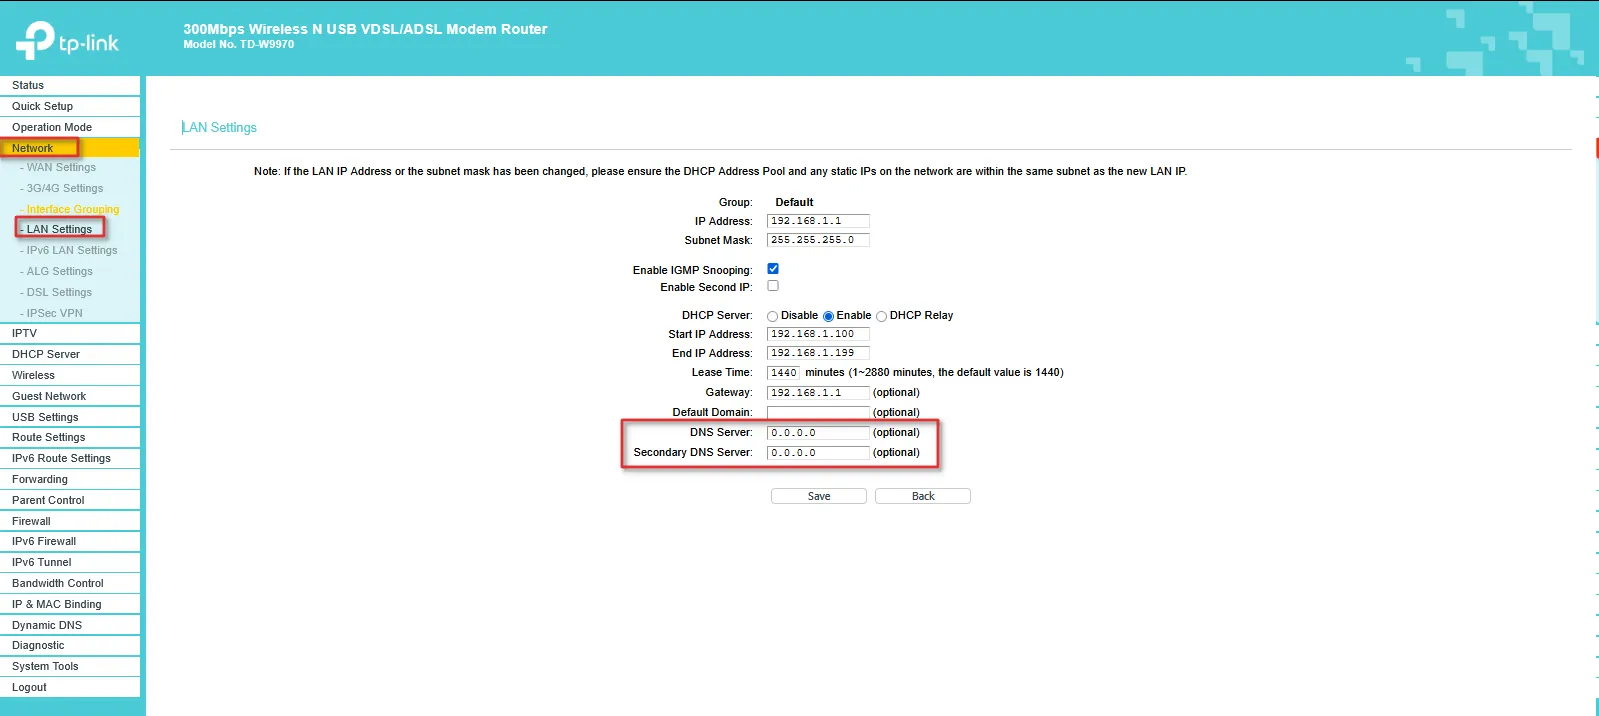 tp-link
300Mbps Wireless N USB VDSL/ADSL Modem Router
Model No. TD-W9970
Status
Quick Setup
Operation Mode
Network
- WAN Settings
- 3G/4G Settings
- Interface Grouping
- LAN Settings
- IPv6 LAN Settings
- ALG Settings
- DSL Settings
- IPSec VPN
IPTV
DHCP Server
Wireless
Guest Network
USB Settings
Route Settings
IPv6 Route Settings
Forwarding
Parent Control
Firewall
IPv6 Firewall
IPv6 Tunnel
Bandwidth Control
IP & MAC Binding
Dynamic DNS
Diagnostic
System Tools
Logout
LAN Settings
Note: If the LAN IP Address or the subnet mask has been changed, please ensure the DHCP Address Pool and any static IPs on the network are within the same subnet as the new LAN IP.
Group: Default
IP Address: 192.168.1.1
Subnet Mask: 255.255.255.0
Enable IGMP Snooping:
Enable Second IP:
DHCP Server: Disable Enable DHCP Relay
Start IP Address: 192.168.1.100
End IP Address: 192.168.1.199
Lease Time: 1440 minutes (1~2880 minutes, the default value is 1440)
Gateway: 192.168.1.1 (optional)
Default Domain: (optional)
DNS Server: 0.0.0.0 (optional)
Secondary DNS Server: 0.0.0.0 (optional)
Save Back